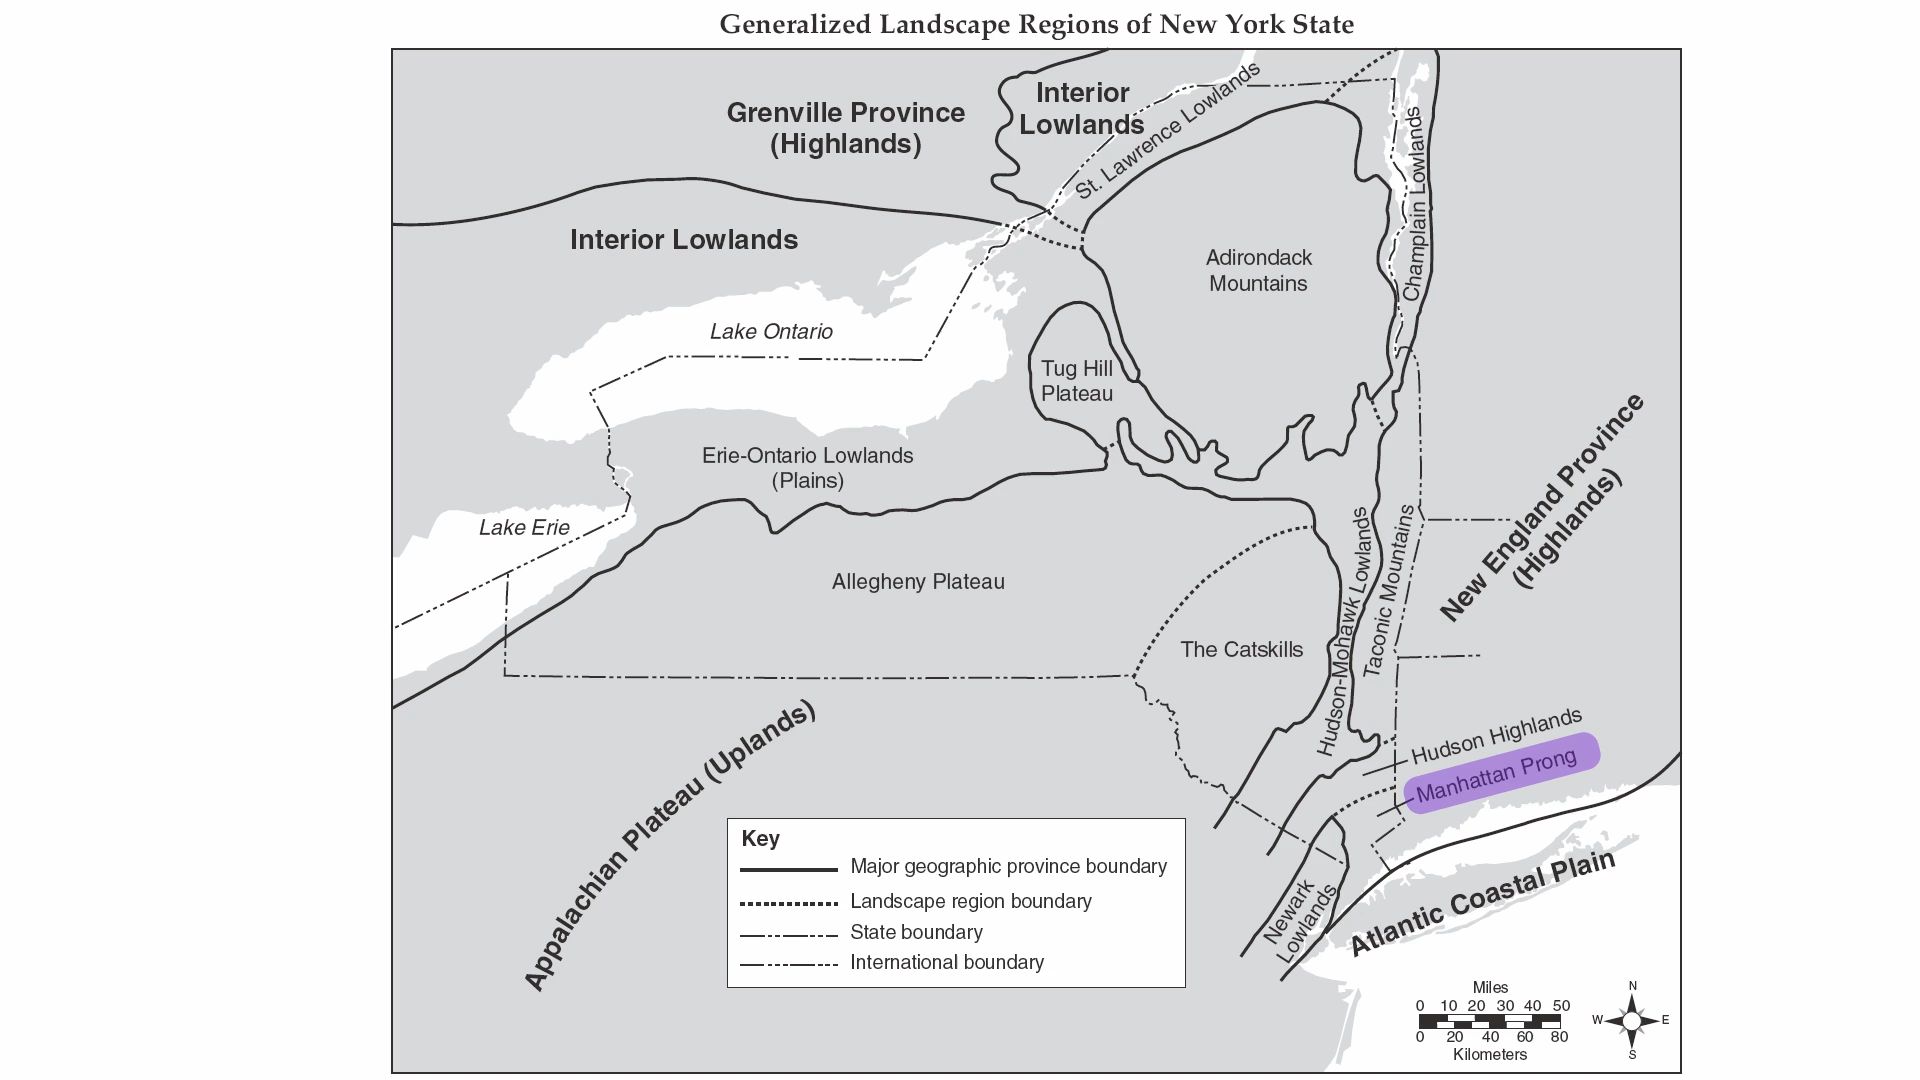 Generalized Landscape Regions of New York State
Grenville Province
(Highlands)
Interior
Lowlands
St. Lawrence Lowlands
Champlain Lowlands
Interior Lowlands
Adirondack
Mountains
Lake Ontario
Tug Hill
Plateau
Erie-Ontario Lowlands
(Plains)
Lake Erie
New England Province
(Highlands)
Allegheny Plateau
The Catskills
Hudson-Mohawk Lowlands
Taconic Mountains
Appalachian Plateau (Uplands)
Hudson Highlands
Manhattan Prong
Newark
Lowlands
Atlantic Coastal Plain
Key
Major geographic province boundary
Landscape region boundary
State boundary
International boundary
Miles
0 10 20 30 40 50
0 20 40 60 80
Kilometers
N
W E
S